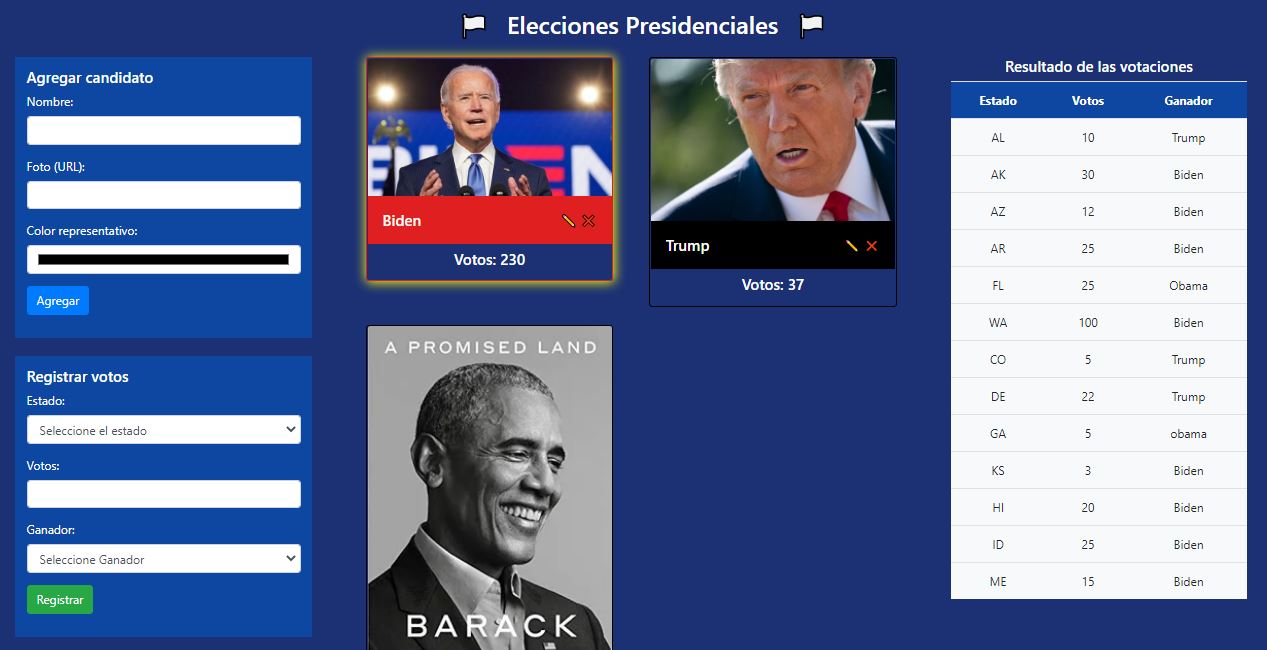 Elecciones Presidenciales
Agregar candidato
Nombre:
Foto (URL):
Color representativo:
Agregar
Registrar votos
Estado:
Seleccione el estado
Votos:
Ganador:
Seleccione Ganador
Registrar
Biden
Votos: 230
Trump
Votos: 37
A PROMISED LAND
BARACK
Resultado de las votaciones
Estado Votos Ganador
AL 10 Trump
AK 30 Biden
AZ 12 Biden
AR 25 Biden
FL 25 Obama
WA 100 Biden
CO 5 Trump
DE 22 Trump
GA 5 obama
KS 3 Biden
HI 20 Biden
ID 25 Biden
ME 15 Biden